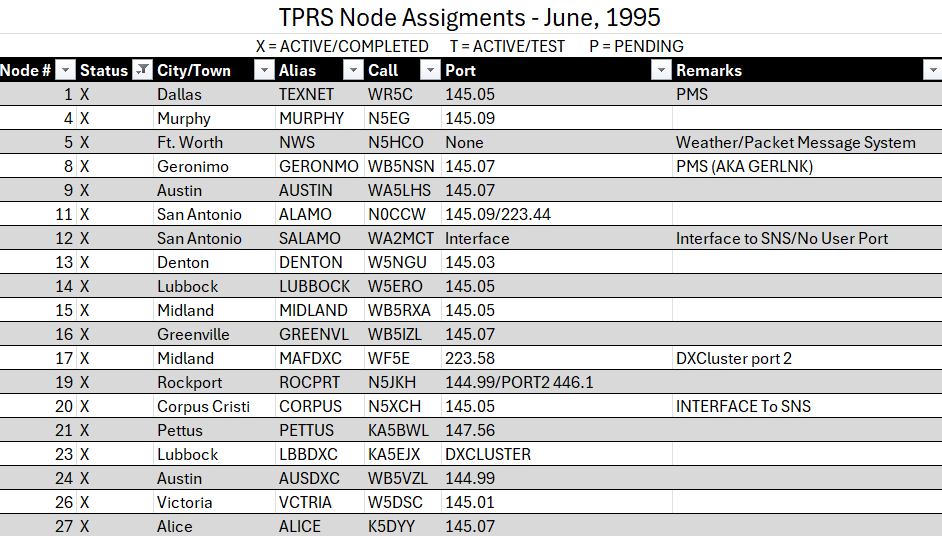 TPRS Node Assigments - June, 1995
X = ACTIVE/COMPLETED T = ACTIVE/TEST P = PENDING
Node # Status City/Town Alias Call Port Remarks
1 X Dallas TEXNET WR5C 145.05 PMS
4 X Murphy MURPHY N5EG 145.09
5 X Ft. Worth NWS N5HCO None Weather/Packet Message System
8 X Geronimo GERONMO WB5NSN 145.07 PMS (AKA GERLNK)
9 X Austin AUSTIN WA5LHS 145.07
11 X San Antonio ALAMO N0CCW 145.09/223.44
12 X San Antonio SALAMO WA2MCT Interface Interface to SNS/No User Port
13 X Denton DENTON W5NGU 145.03
14 X Lubbock LUBBOCK W5ERO 145.05
15 X Midland MIDLAND WB5RXA 145.05
16 X Greenville GREENVL WB5IZL 145.07
17 X Midland MAFDXC WF5E 223.58 DXCluster port 2
19 X Rockport ROCPRT N5JKH 144.99/PORT2 446.1
20 X Corpus Cristi CORPUS N5XCH 145.05 INTERFACE To SNS
21 X Pettus PETTUS KA5BWL 147.56
23 X Lubbock LBBDXC KA5EJX DXCLUSTER
24 X Austin AUSDXC WB5VZL 144.99
26 X Victoria VCTRIA W5DSC 145.01
27 X Alice ALICE K5DYY 145.07